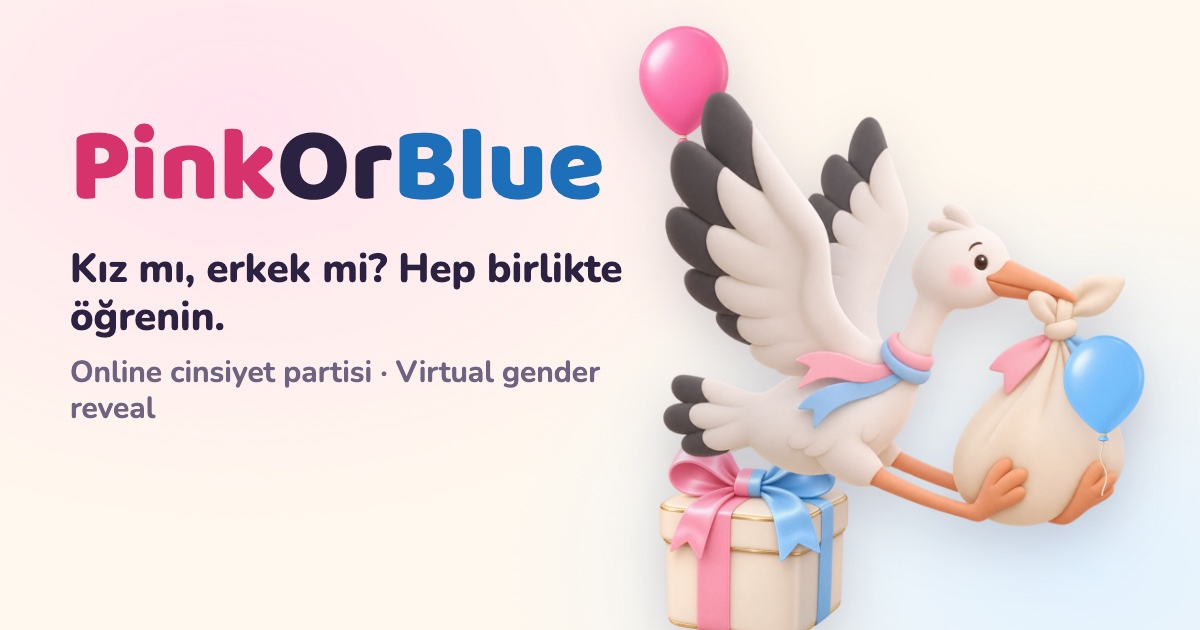 PinkOrBlue
Kız mı, erkek mi? Hep birlikte
öğrenin.
Online cinsiyet partisi · Virtual gender
reveal